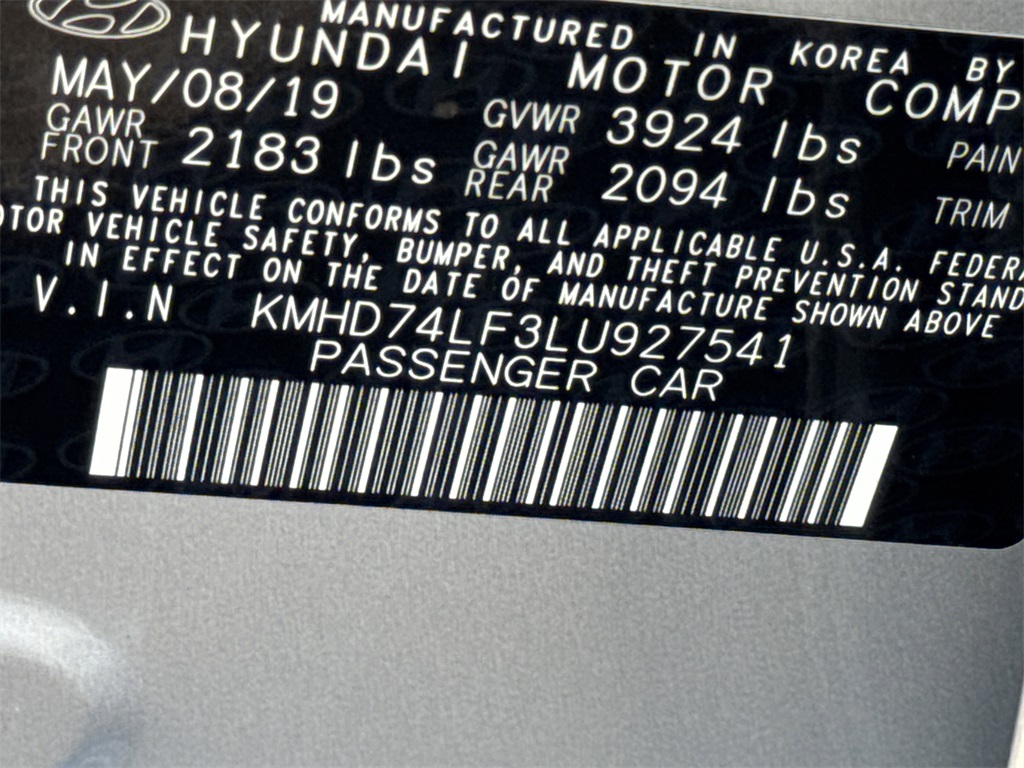 MANUFACTURED IN KOREA BY
HYUNDAI MOTOR COMP
MAY/08/19 GVWR 3924 lbs PAIN
GAWR FRONT 2183 lbs GAWR REAR 2094 lbs TRIM
THIS VEHICLE CONFORMS TO ALL APPLICABLE U.S.A. FEDERA
OTOR VEHICLE SAFETY, BUMPER, AND THEFT PREVENTION STAND
IN EFFECT ON THE DATE OF MANUFACTURE SHOWN ABOVE
V.I.N KMHD74LF3LU927541
PASSENGER CAR